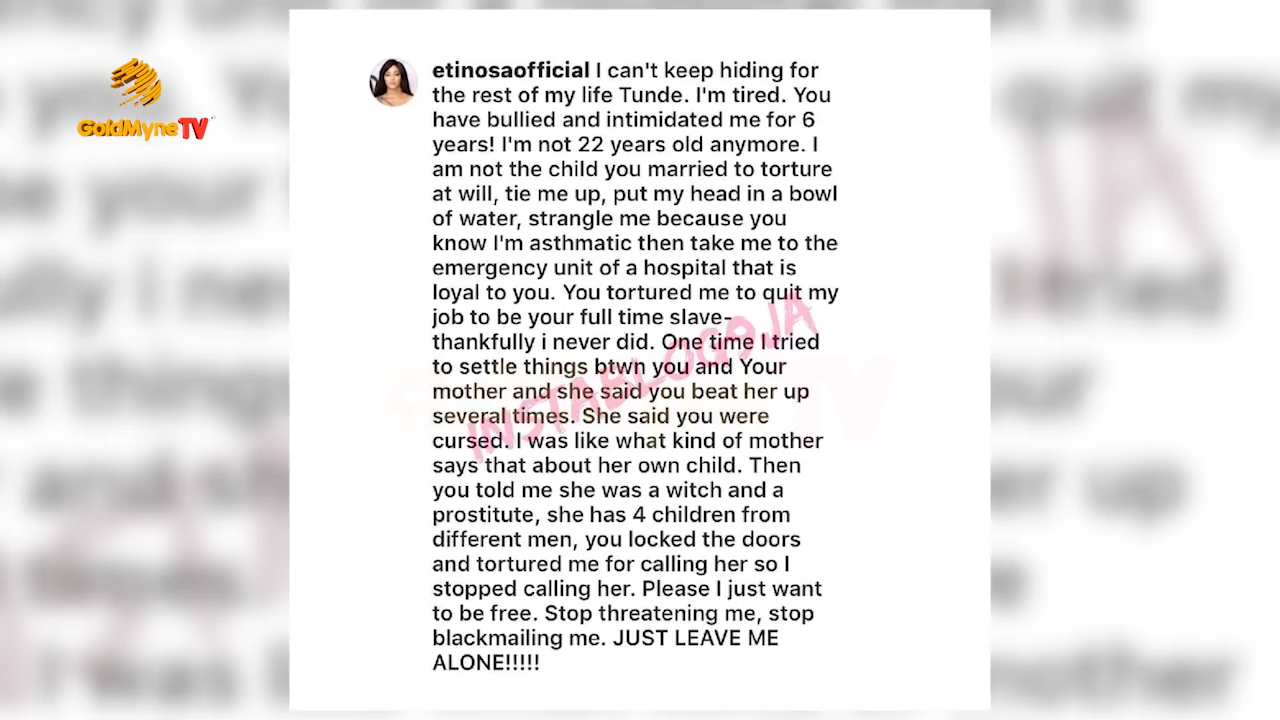 GoldMyneTV
etinosaofficial I can't keep hiding for
the rest of my life Tunde. I'm tired. You
have bullied and intimidated me for 6
years! I'm not 22 years old anymore. I
am not the child you married to torture
at will, tie me up, put my head in a bowl
of water, strangle me because you
know I'm asthmatic then take me to the
emergency unit of a hospital that is
loyal to you. You tortured me to quit my
job to be your full time slave-
thankfully i never did. One time I tried
to settle things btwn you and Your
mother and she said you beat her up
several times. She said you were
cursed. I was like what kind of mother
says that about her own child. Then
you told me she was a witch and a
prostitute, she has 4 children from
different men, you locked the doors
and tortured me for calling her so I
stopped calling her. Please I just want
to be free. Stop threatening me, stop
blackmailing me. JUST LEAVE ME
ALONE!!!!!
INSTABLOG9JA